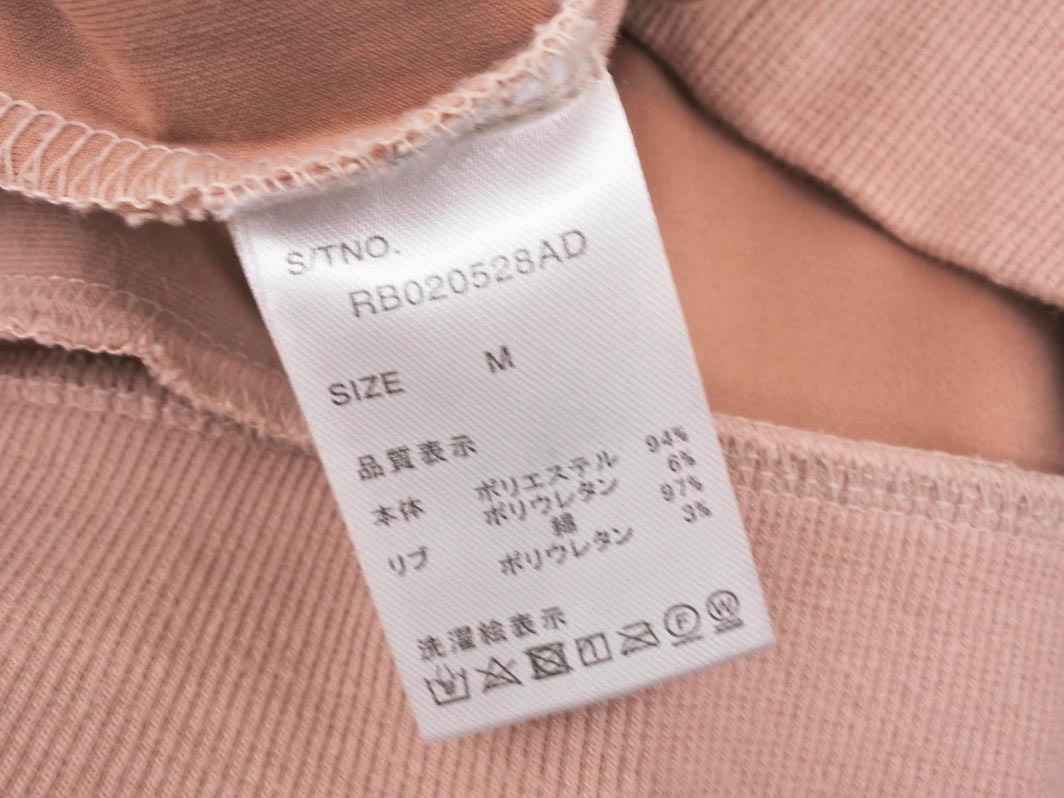 S/TNO.
RB020528AD
SIZE M
品質表示
本体 ポリエステル 94%
ポリウレタン 6%
リブ 綿 97%
ポリウレタン 3%
洗濯絵表示
F W